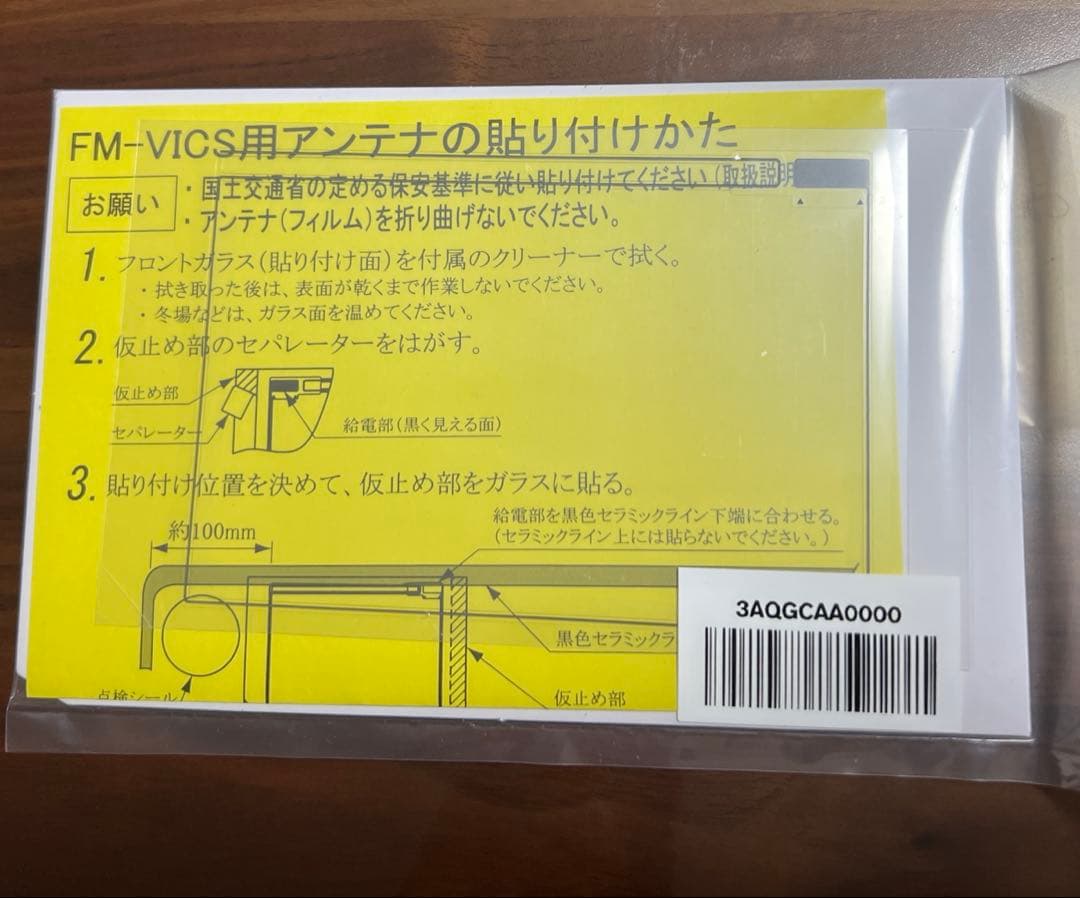 FM-VICS用アンテナの貼り付けかた
お願い
・国土交通省の定める保安基準に従い貼り付けてください(取扱説明
・アンテナ(フィルム)を折り曲げないでください。
1. フロントガラス(貼り付け面)を付属のクリーナーで拭く。
・拭き取った後は、表面が乾くまで作業しないでください。
・冬場などは、ガラス面を温めてください。
2. 仮止め部のセパレーターをはがす。
仮止め部
セパレーター
給電部(黒く見える面)
3. 貼り付け位置を決めて、仮止め部をガラスに貼る。
約100mm
給電部を黒色セラミックライン下端に合わせる。
(セラミックライン上には貼らないでください。)
黒色セラミックラ
点検シール
仮止め部
3AQGCAA0000